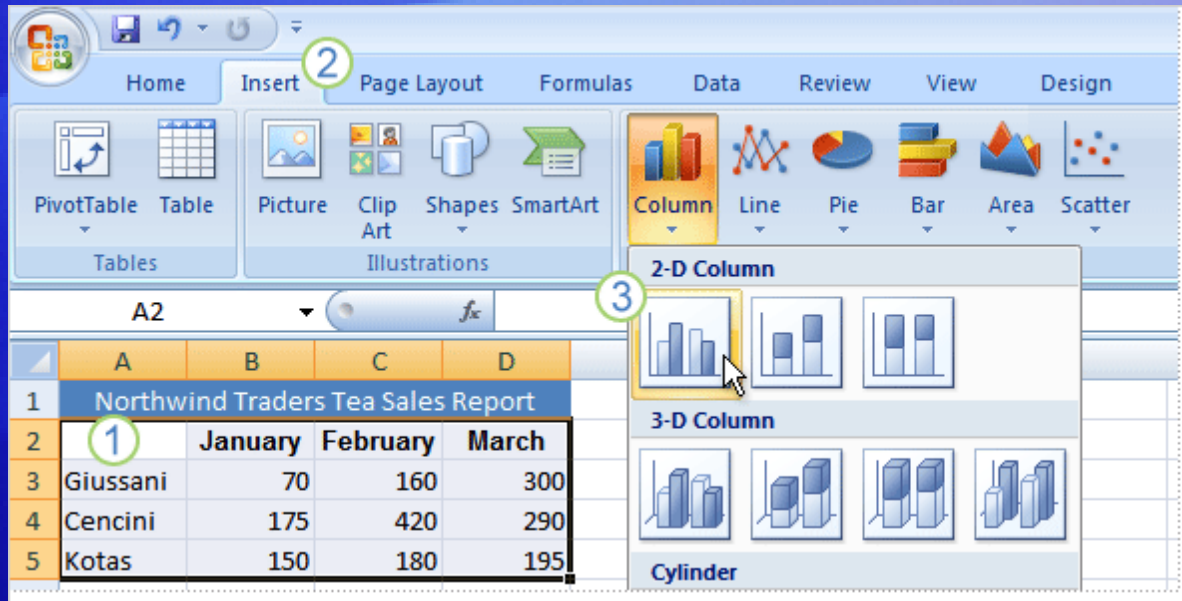 2
Home Insert Page Layout Formulas Data Review View Design
PivotTable Table Picture Clip Art Shapes SmartArt Column Line Pie Bar Area Scatter
Tables Illustrations
2-D Column
3
A2 fx
A B C D
1 Northwind Traders Tea Sales Report
3-D Column
2 1 January February March
3 Giussani 70 160 300
4 Cencini 175 420 290
5 Kotas 150 180 195
Cylinder